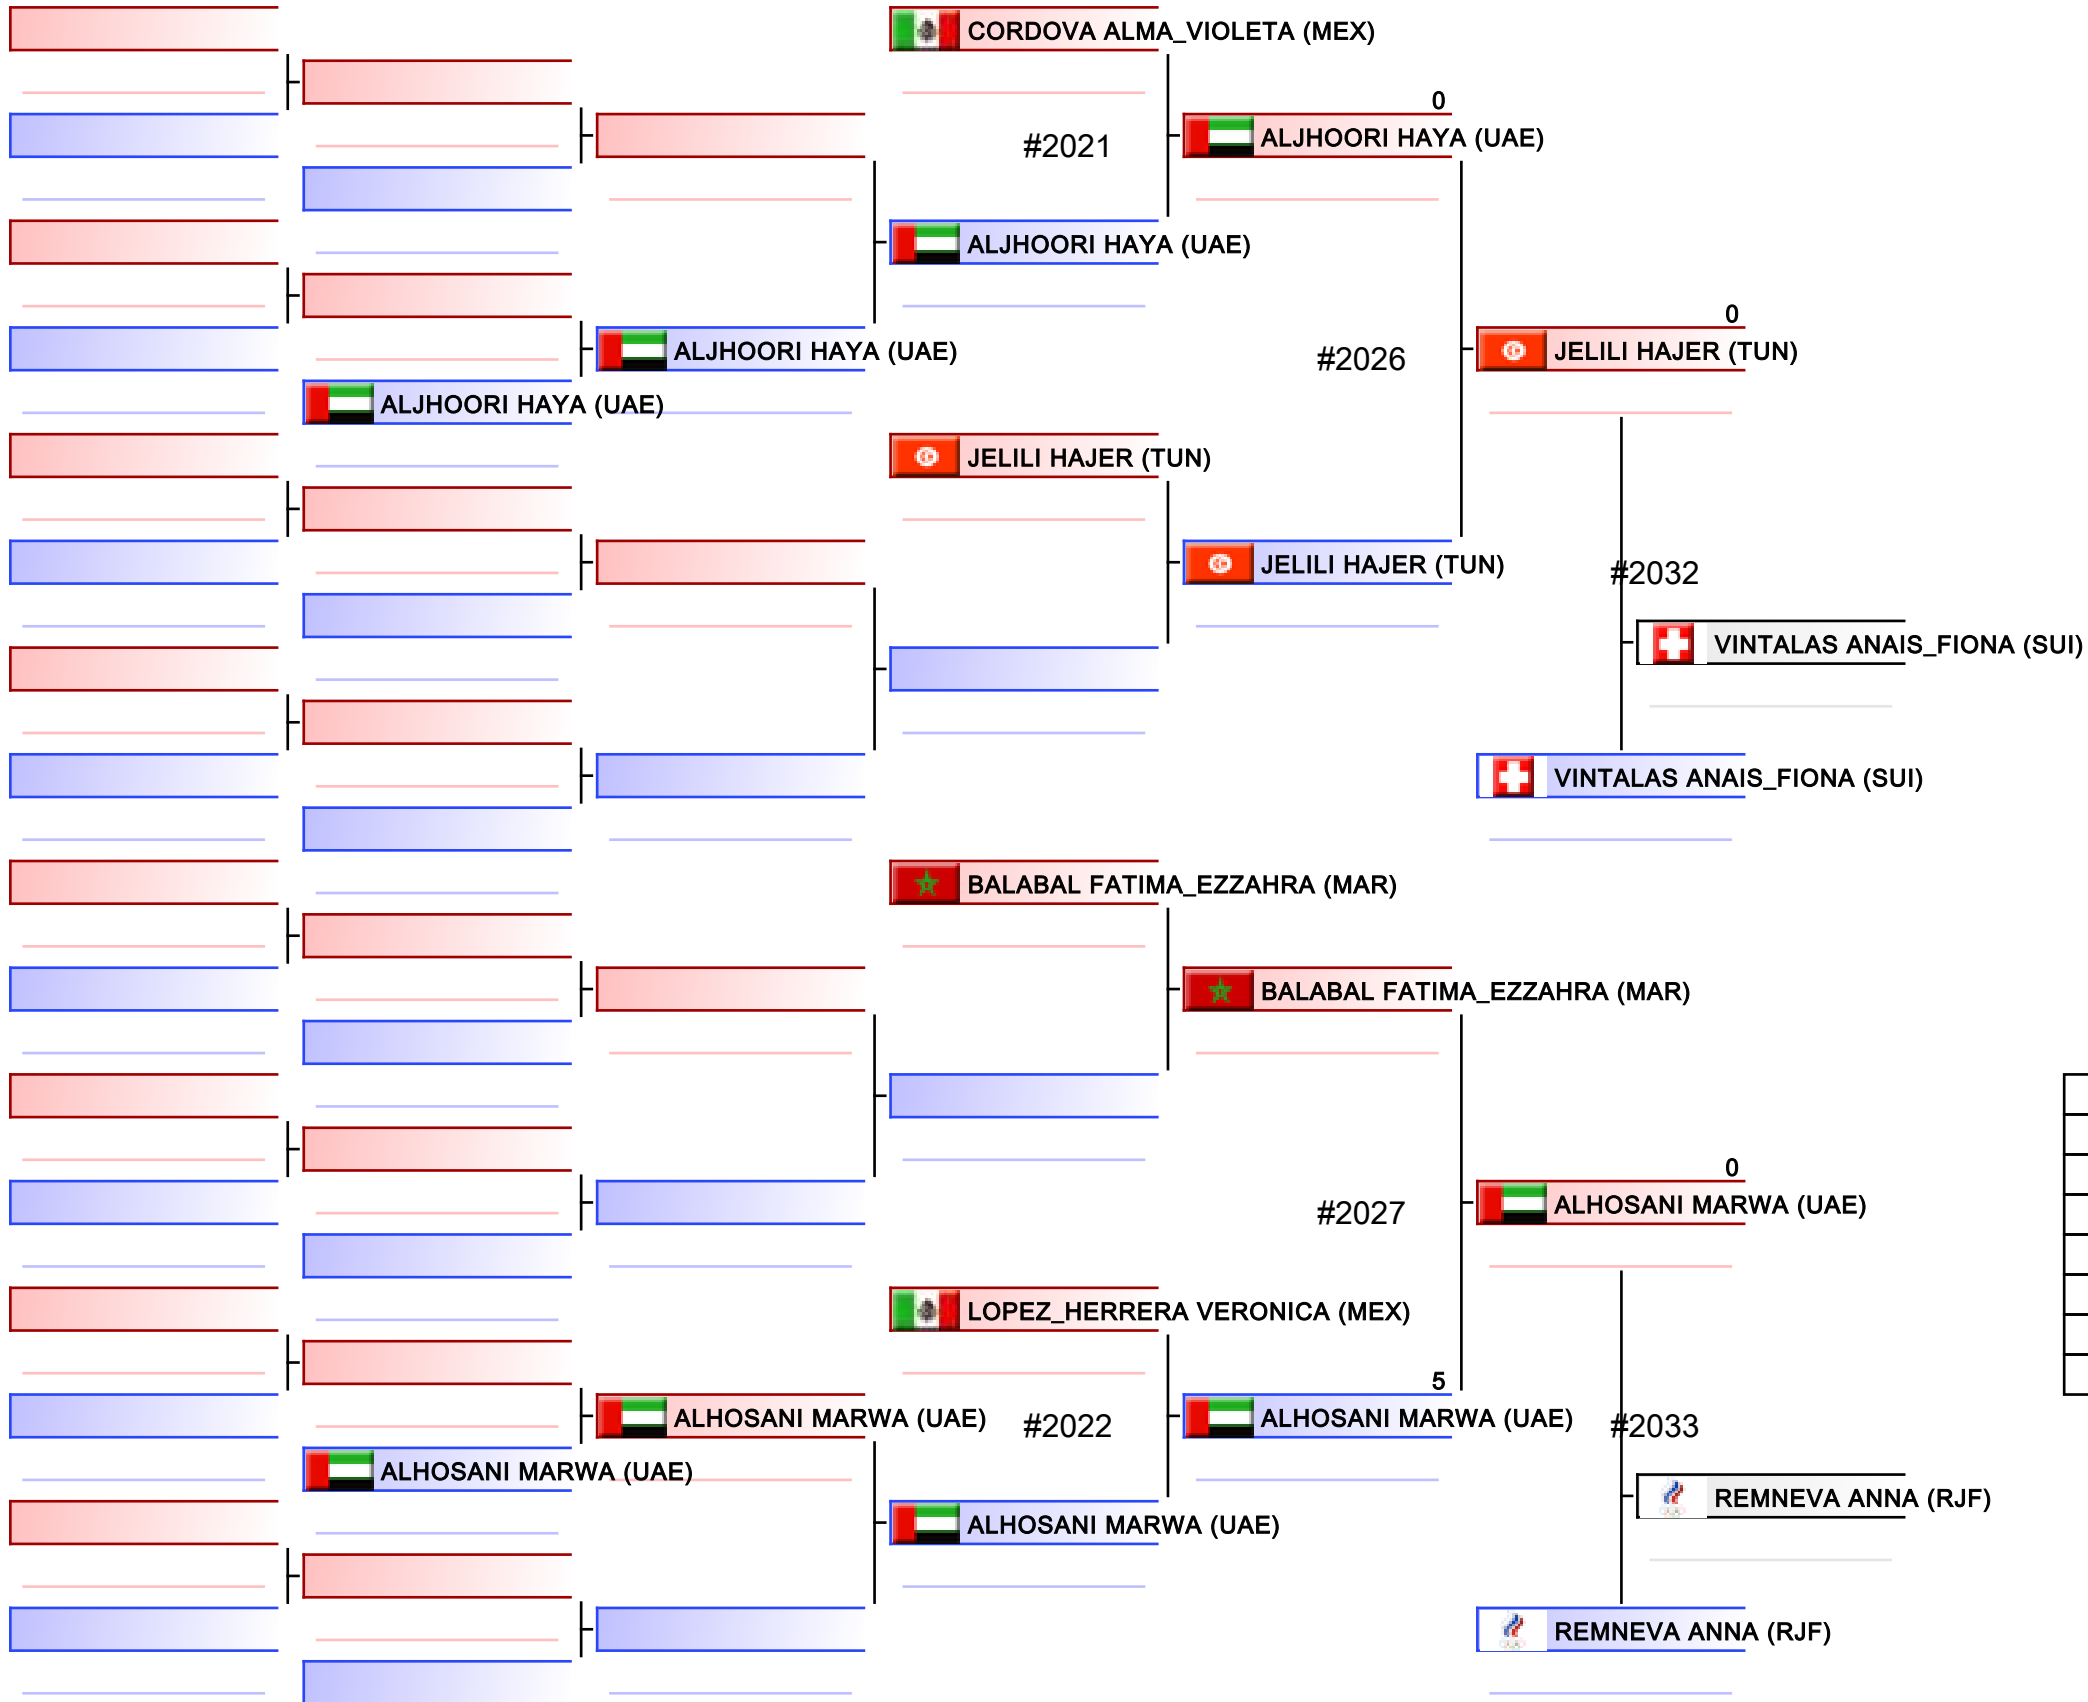 CORDOVA ALMA_VIOLETA (MEX)
0
#2021
ALJHOORI HAYA (UAE)
ALJHOORI HAYA (UAE)
0
ALJHOORI HAYA (UAE)
#2026
JELILI HAJER (TUN)
ALJHOORI HAYA (UAE)
JELILI HAJER (TUN)
JELILI HAJER (TUN)
#2032
VINTALAS ANAIS_FIONA (SUI)
VINTALAS ANAIS_FIONA (SUI)
BALABAL FATIMA_EZZAHRA (MAR)
BALABAL FATIMA_EZZAHRA (MAR)
0
#2027
ALHOSANI MARWA (UAE)
LOPEZ_HERRERA VERONICA (MEX)
5
ALHOSANI MARWA (UAE)
#2022
ALHOSANI MARWA (UAE)
#2033
ALHOSANI MARWA (UAE)
REMNEVA ANNA (RJF)
ALHOSANI MARWA (UAE)
REMNEVA ANNA (RJF)